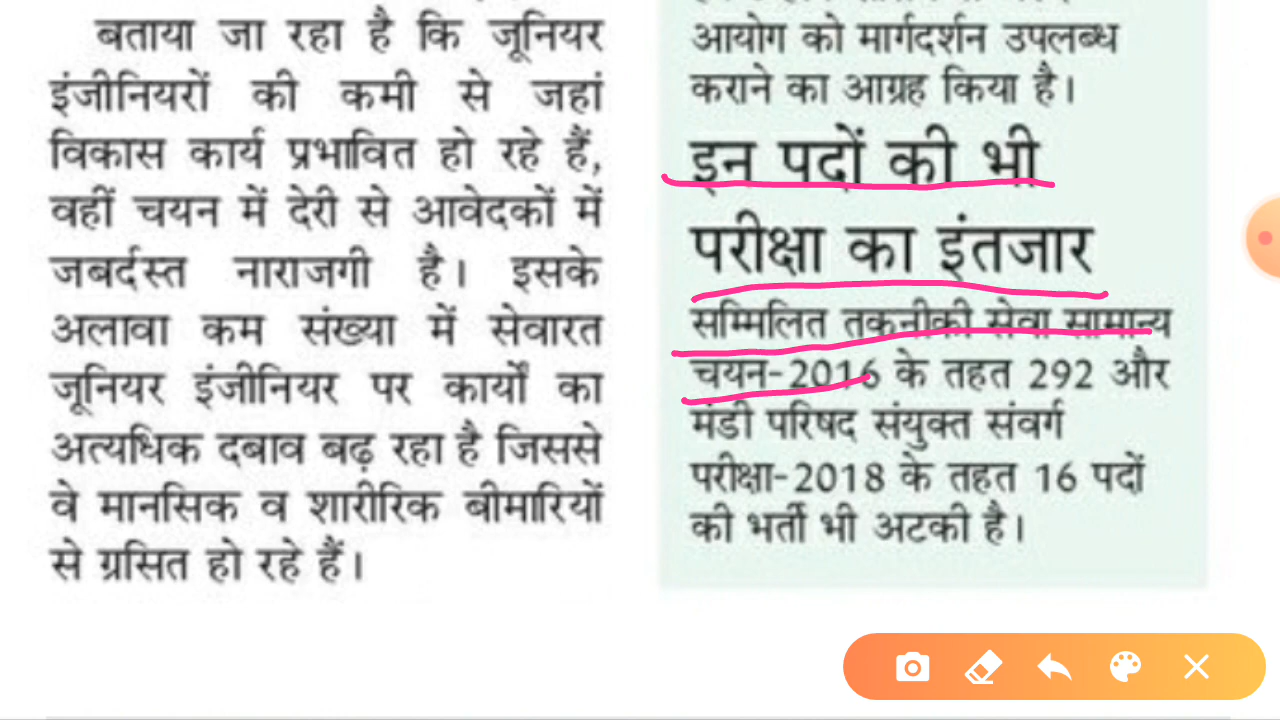 बताया जा रहा है कि जूनियर
इंजीनियरों की कमी से जहां
विकास कार्य प्रभावित हो रहे हैं,
वहीं चयन में देरी से आवेदकों में
जबर्दस्त नाराजगी है। इसके
अलावा कम संख्या में सेवारत
जूनियर इंजीनियर पर कार्यों का
अत्यधिक दबाव बढ़ रहा है जिससे
वे मानसिक व शारीरिक बीमारियों
से ग्रसित हो रहे हैं।
आयोग को मार्गदर्शन उपलब्ध
कराने का आग्रह किया है।
इन पदों की भी
परीक्षा का इंतजार
सम्मिलित तकनीकी सेवा सामान्य
चयन-2016 के तहत 292 और
मंडी परिषद संयुक्त संवर्ग
परीक्षा-2018 के तहत 16 पदों
की भर्ती भी अटकी है।